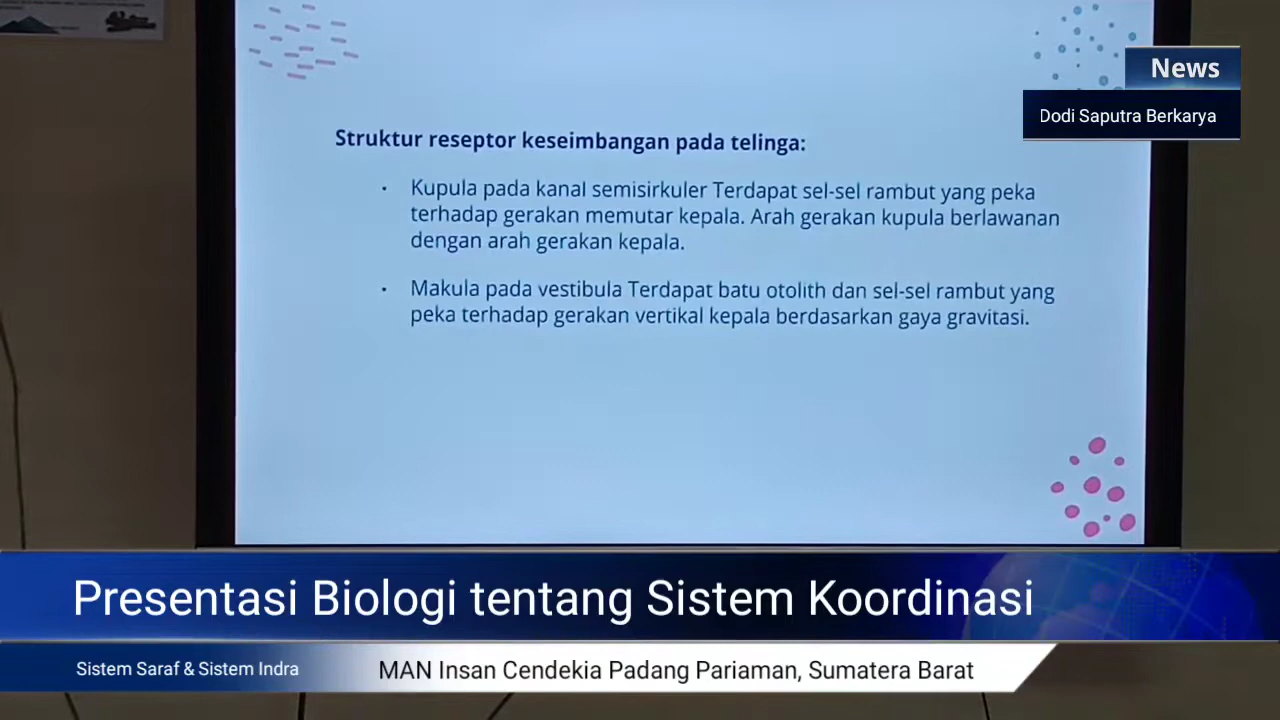 News
Dodi Saputra Berkarya
Struktur reseptor keseimbangan pada telinga:
· Kupula pada kanal semisirkuler Terdapat sel-sel rambut yang peka
terhadap gerakan memutar kepala. Arah gerakan kupula berlawanan
dengan arah gerakan kepala.
· Makula pada vestibula Terdapat batu otolith dan sel-sel rambut yang
peka terhadap gerakan vertikal kepala berdasarkan gaya gravitasi.
Presentasi Biologi tentang Sistem Koordinasi
Sistem Saraf & Sistem Indra
MAN Insan Cendekia Padang Pariaman, Sumatera Barat